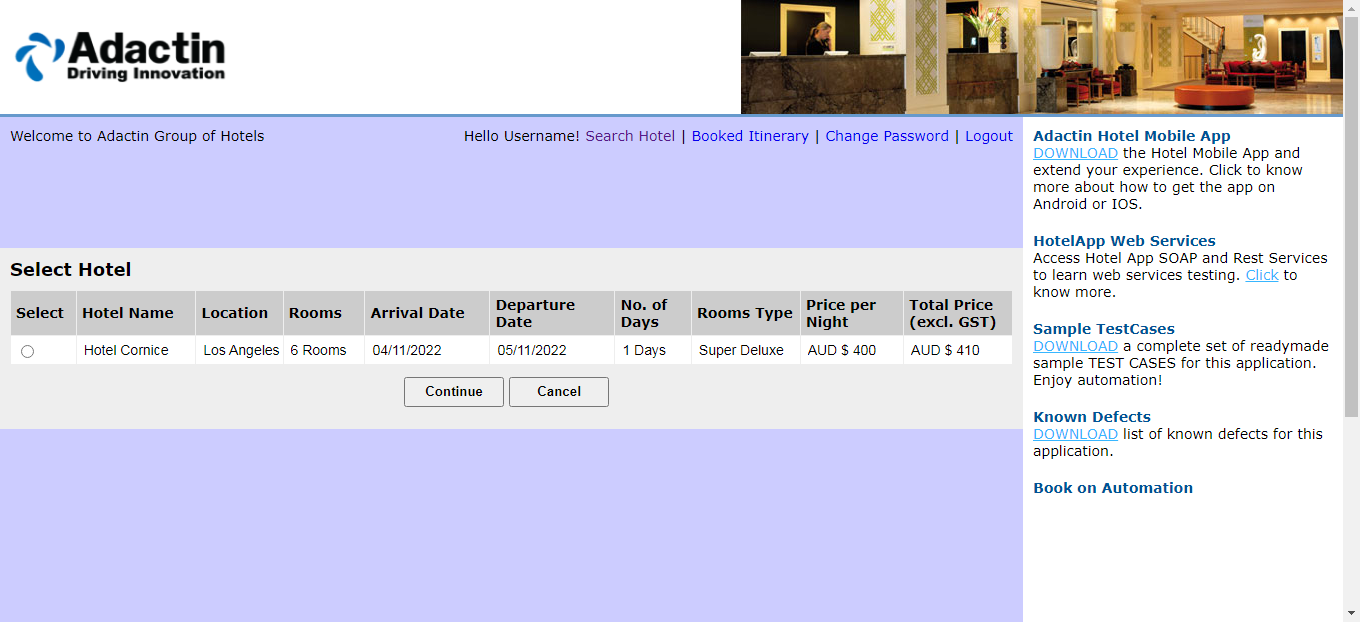 Adactin
Driving Innovation
Welcome to Adactin Group of Hotels
Hello Username! Search Hotel | Booked Itinerary | Change Password | Logout
Select Hotel
Select Hotel Name Location Rooms Arrival Date Departure Date No. of Days Rooms Type Price per Night Total Price (excl. GST)
Hotel Cornice Los Angeles 6 Rooms 04/11/2022 05/11/2022 1 Days Super Deluxe AUD $ 400 AUD $ 410
Continue Cancel
Adactin Hotel Mobile App
DOWNLOAD the Hotel Mobile App and
extend your experience. Click to know
more about how to get the app on
Android or IOS.
HotelApp Web Services
Access Hotel App SOAP and Rest Services
to learn web services testing. Click to
know more.
Sample TestCases
DOWNLOAD a complete set of readymade
sample TEST CASES for this application.
Enjoy automation!
Known Defects
DOWNLOAD list of known defects for this
application.
Book on Automation